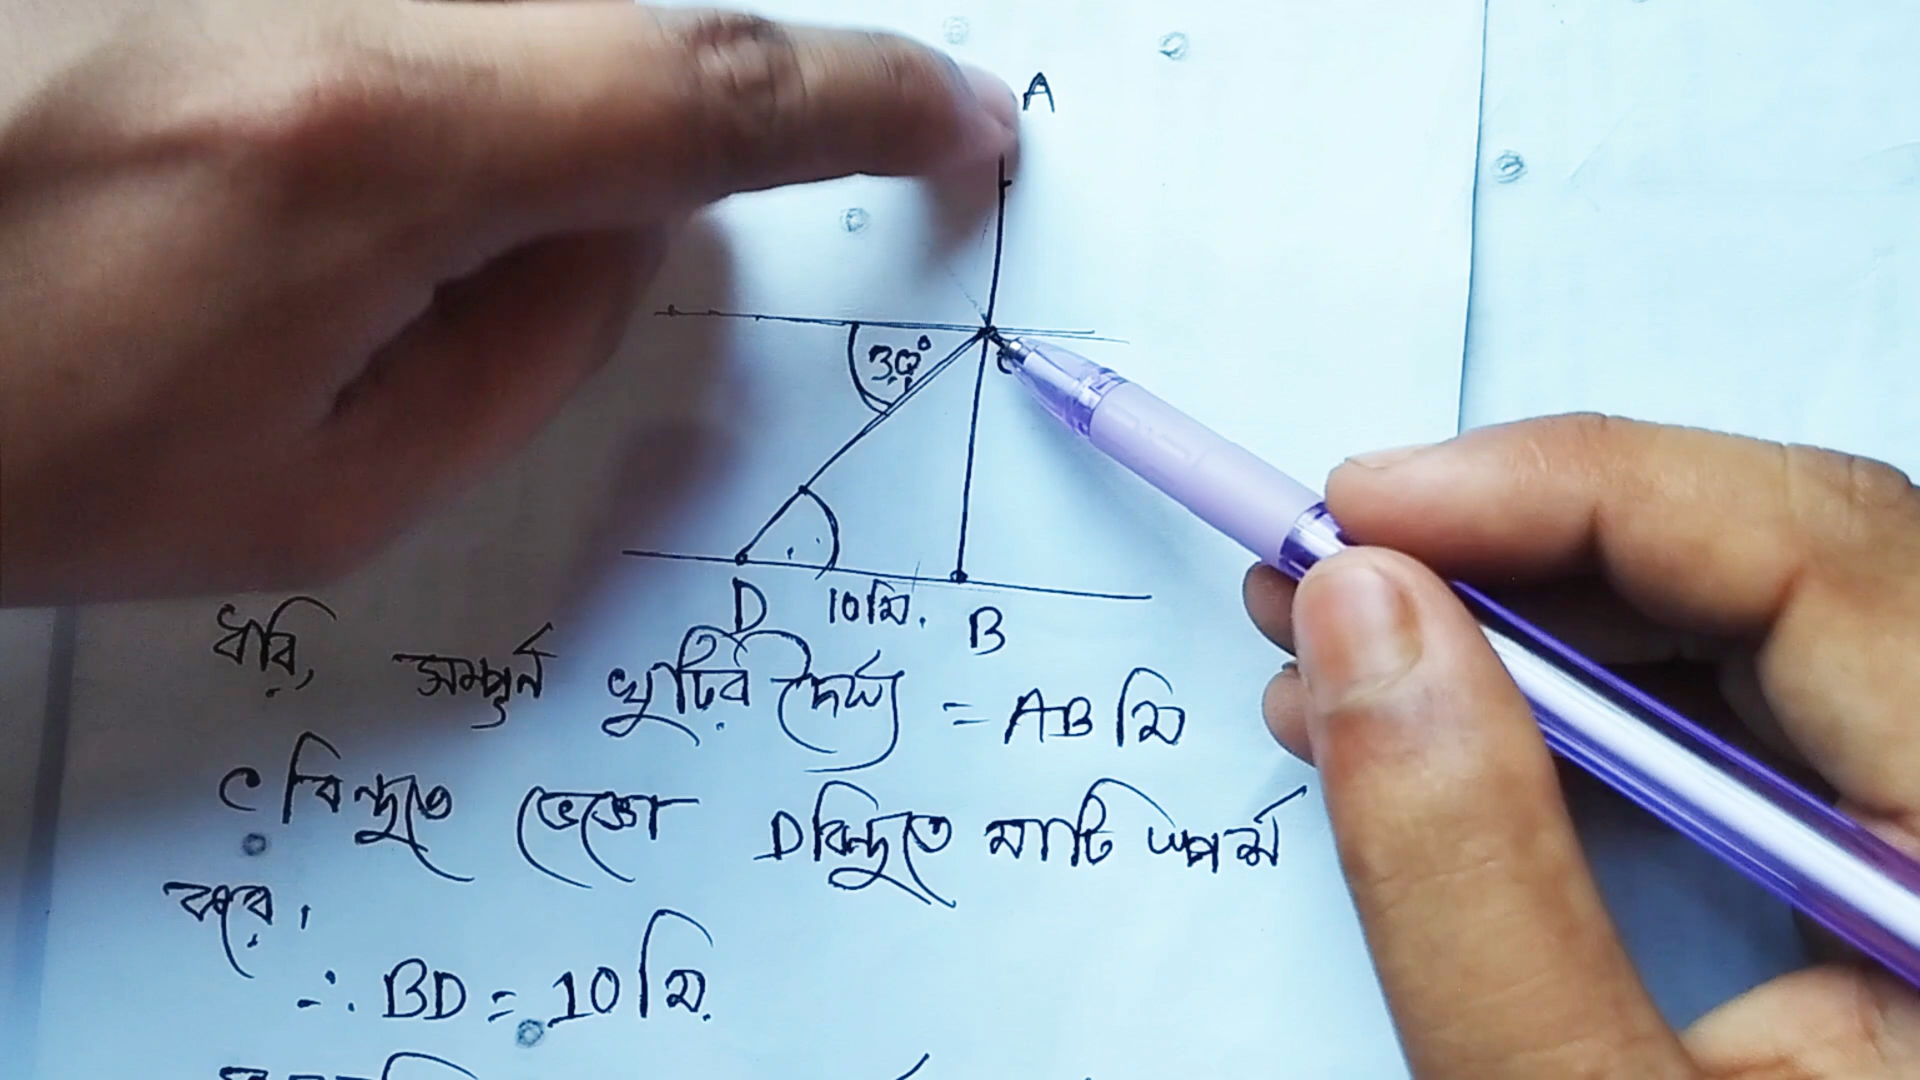 A
30°
D 10মি. B
ধরি, সম্পূর্ন খুটির দৈর্ঘ্য = AB মি
C বিন্দুতে ভেঙে D বিন্দুতে মাটি স্পর্শ
করে।
∴ BD = 10 মি.